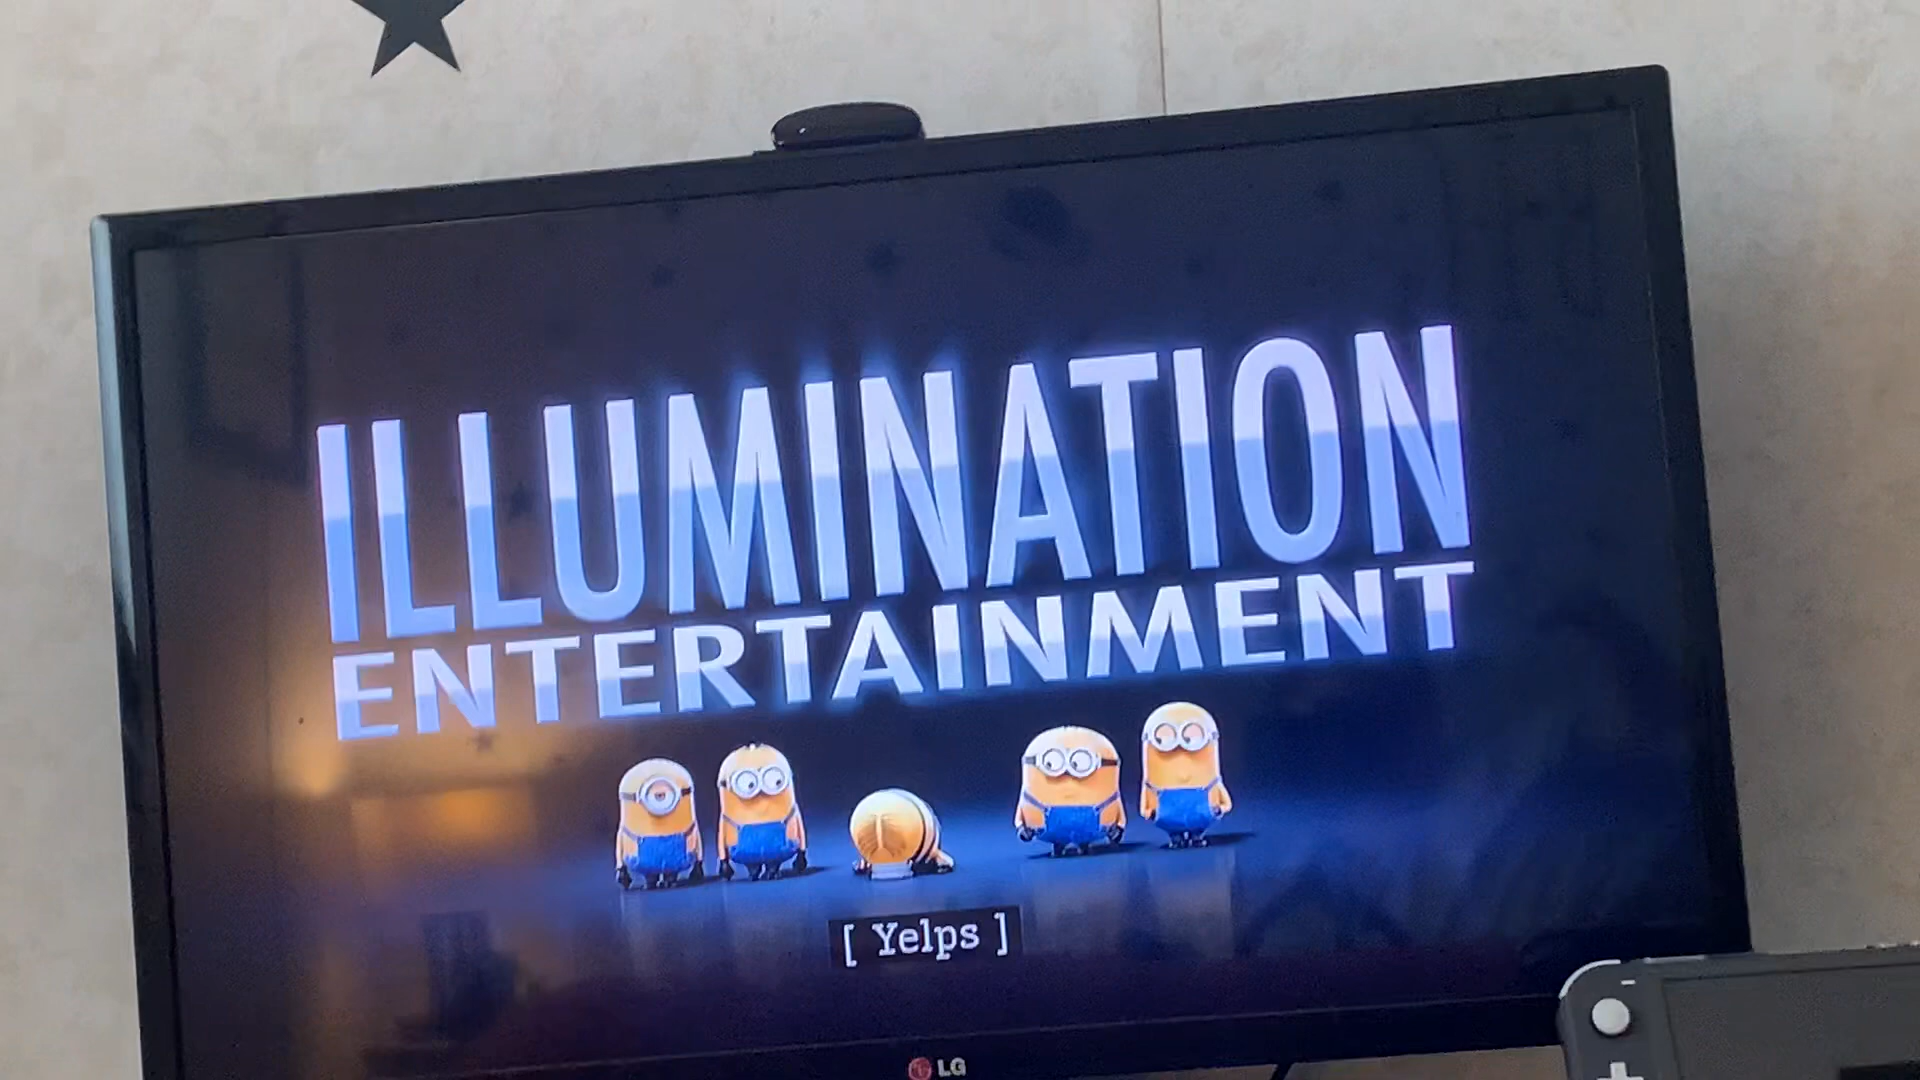 ILLUMINATION
ENTERTAINMENT
[ Yelps ]
LG